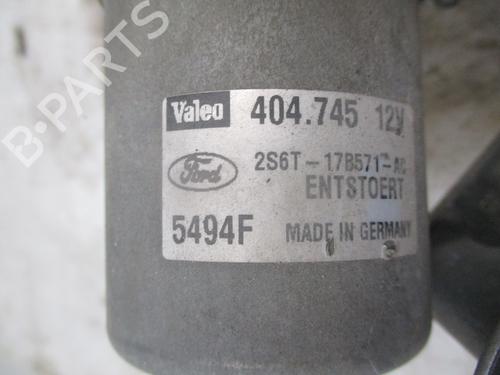 B-PARTS
Valeo 404.745 12V
Ford 2S6T-17B571-AC
ENTSTOERT
5494F MADE IN GERMANY